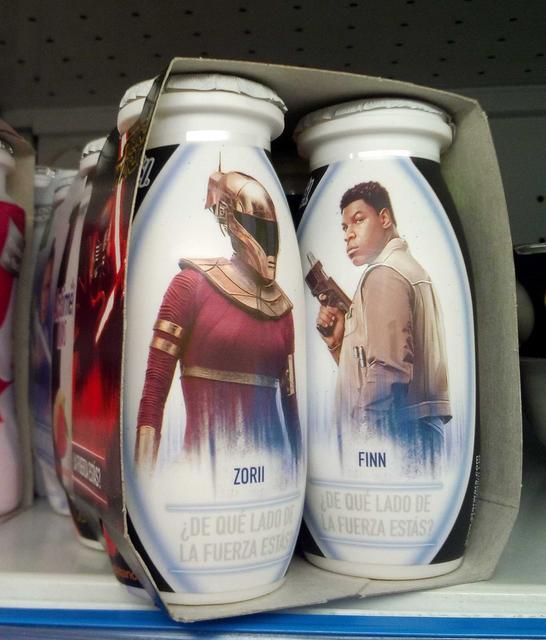 ZORII
¿DE QUÉ LADO DE
LA FUERZA ESTÁS?
FINN
¿DE QUÉ LADO DE
LA FUERZA ESTÁS?